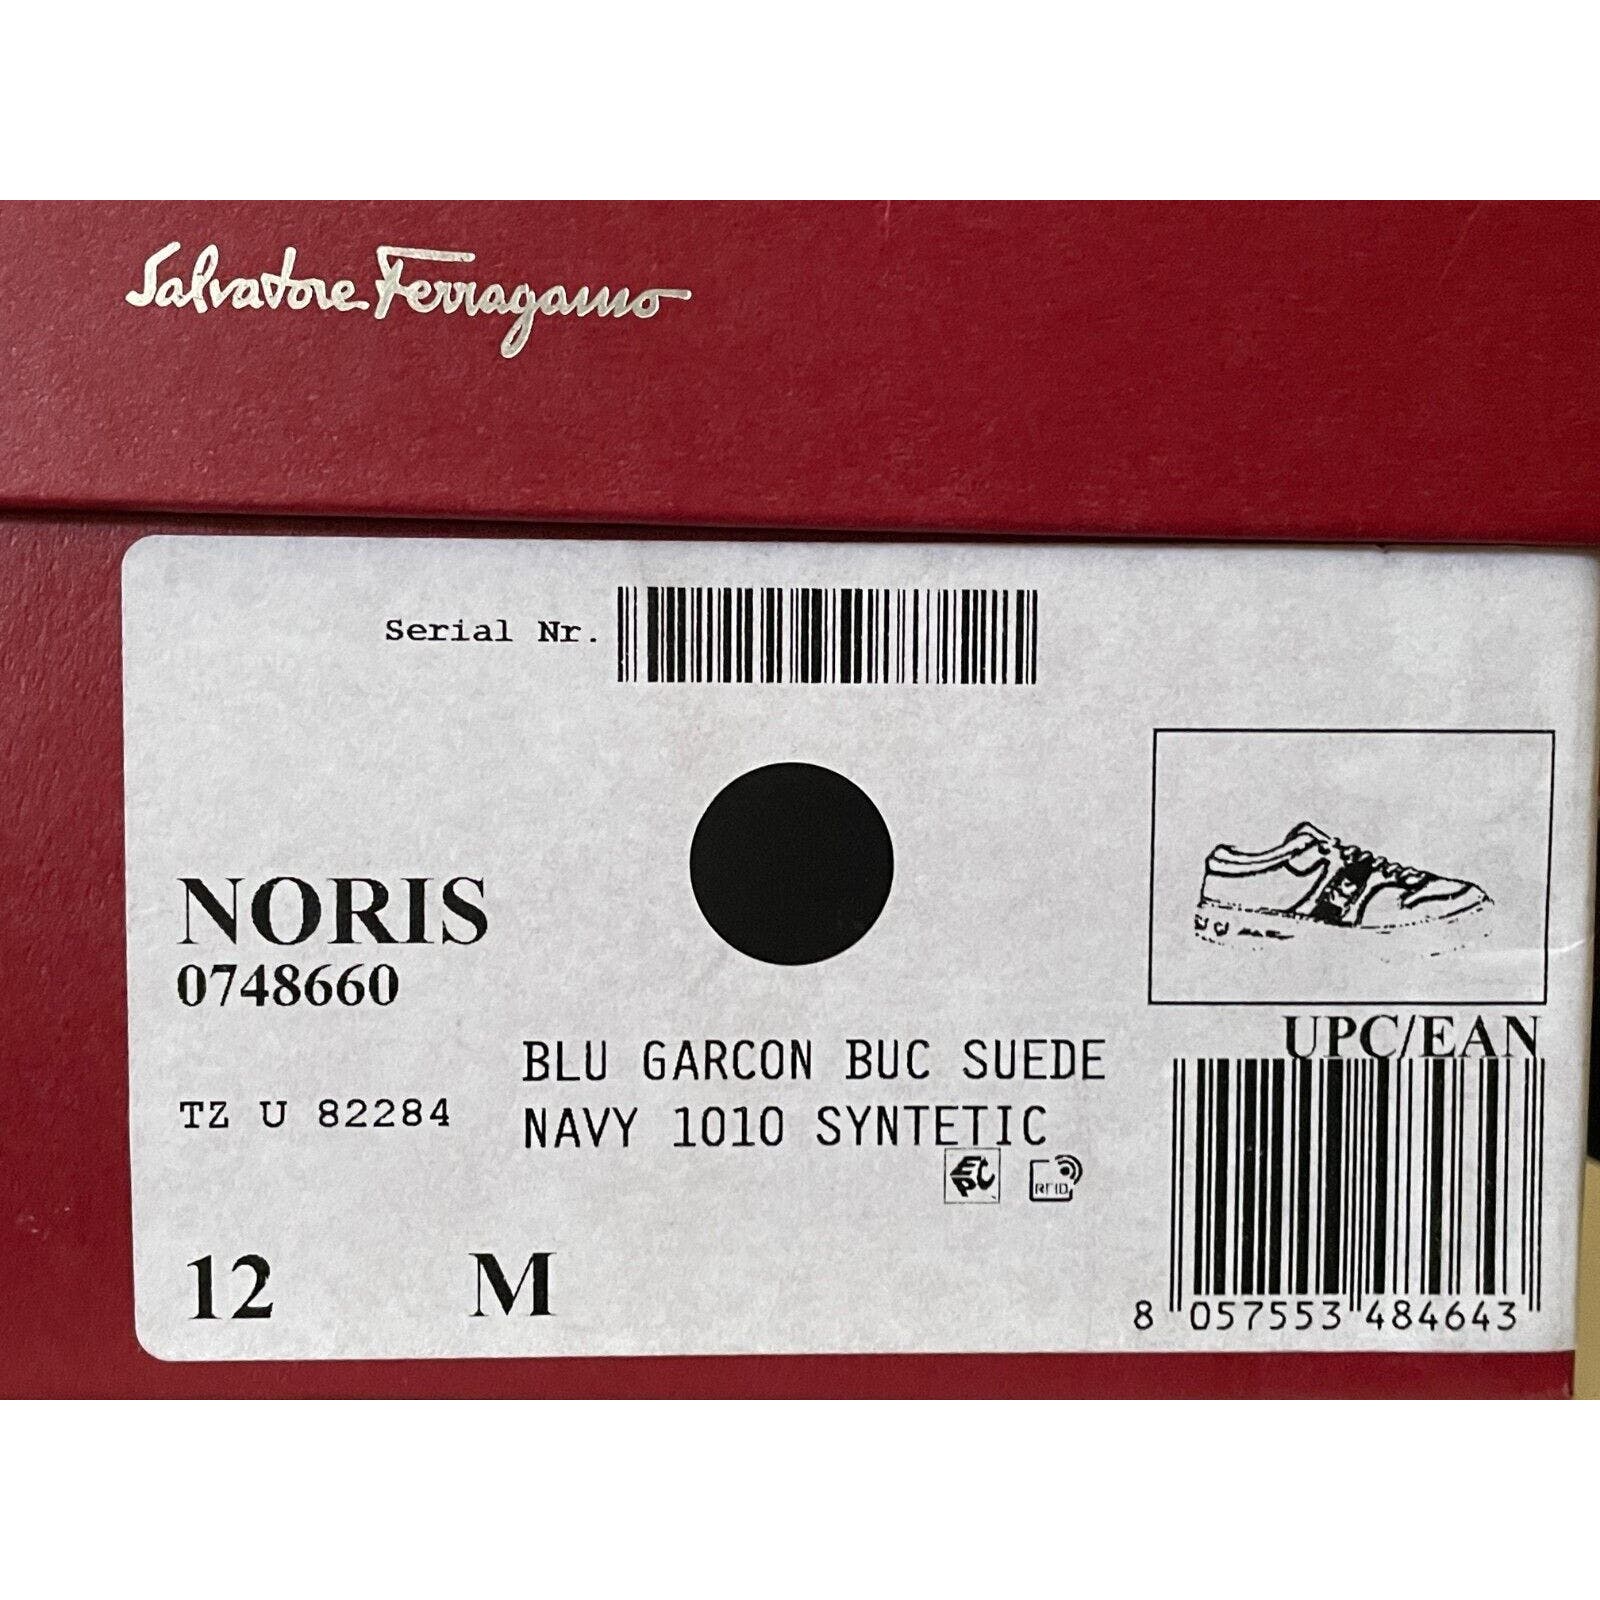 Salvatore Ferragamo
Serial Nr.
NORIS
0748660
UPC/EAN
BLU GARCON BUC SUEDE
TZ U 82284
NAVY 1010 SYNTETIC
EPC
RFID
12 M
8 057553 484643